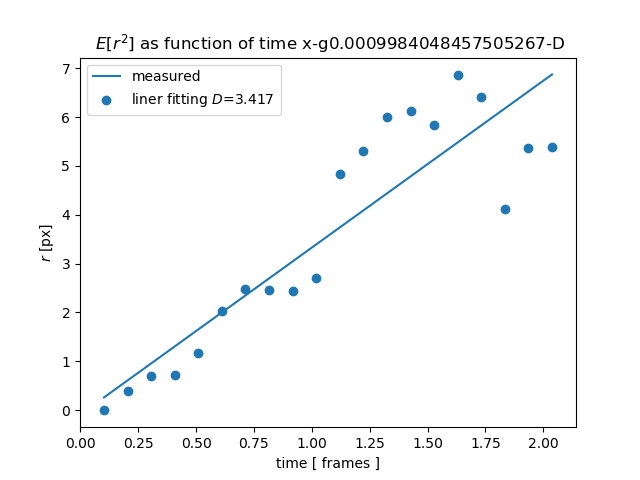 E[r²] as function of time x-g0.0009984048457505267-D
measured
liner fitting D=3.417
7
6
5
4
3
2
1
0
r [px]
0.00 0.25 0.50 0.75 1.00 1.25 1.50 1.75 2.00
time [ frames ]